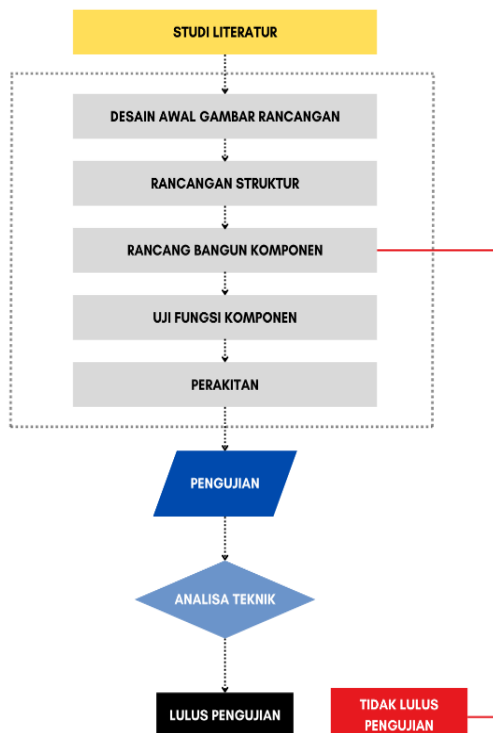 STUDI LITERATUR
DESAIN AWAL GAMBAR RANCANGAN
RANCANGAN STRUKTUR
RANCANG BANGUN KOMPONEN
UJI FUNGSI KOMPONEN
PERAKITAN
PENGUJIAN
ANALISA TEKNIK
LULUS PENGUJIAN
TIDAK LULUS
PENGUJIAN